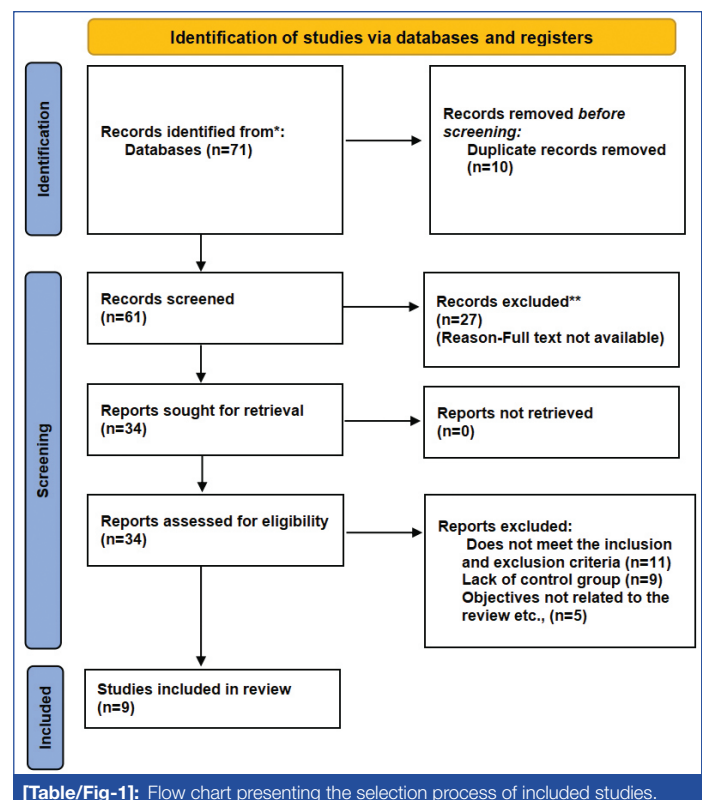 Identification of studies via databases and registers
Identification
Records identified from*:
Databases (n=71)
Records removed before
screening:
Duplicate records removed
(n=10)
Screening
Records screened
(n=61)
Records excluded**
(n=27)
(Reason-Full text not available)
Reports sought for retrieval
(n=34)
Reports not retrieved
(n=0)
Reports assessed for eligibility
(n=34)
Reports excluded:
Does not meet the inclusion
and exclusion criteria (n=11)
Lack of control group (n=9)
Objectives not related to the
review etc., (n=5)
Included
Studies included in review
(n=9)
[Table/Fig-1]: Flow chart presenting the selection process of included studies.